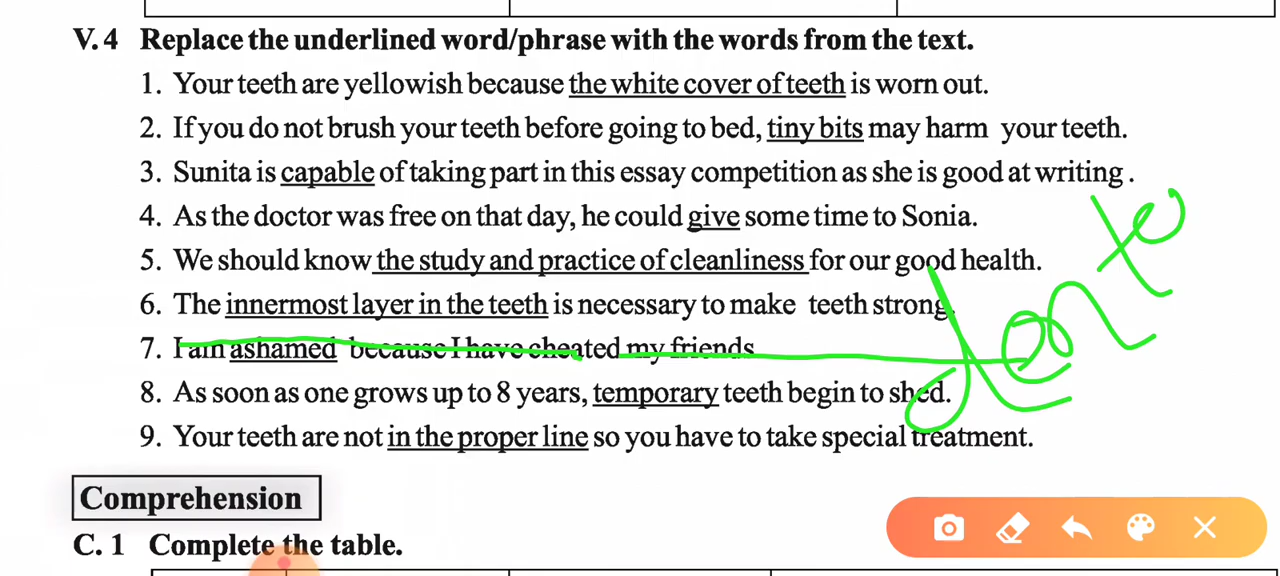 V. 4 Replace the underlined word/phrase with the words from the text.
1. Your teeth are yellowish because the white cover of teeth is worn out.
2. If you do not brush your teeth before going to bed, tiny bits may harm your teeth.
3. Sunita is capable of taking part in this essay competition as she is good at writing.
4. As the doctor was free on that day, he could give some time to Sonia.
5. We should know the study and practice of cleanliness for our good health.
6. The innermost layer in the teeth is necessary to make teeth strong.
7. I am ashamed because I have cheated my friends
8. As soon as one grows up to 8 years, temporary teeth begin to shed.
9. Your teeth are not in the proper line so you have to take special treatment.
Comprehension
C. 1 Complete the table.